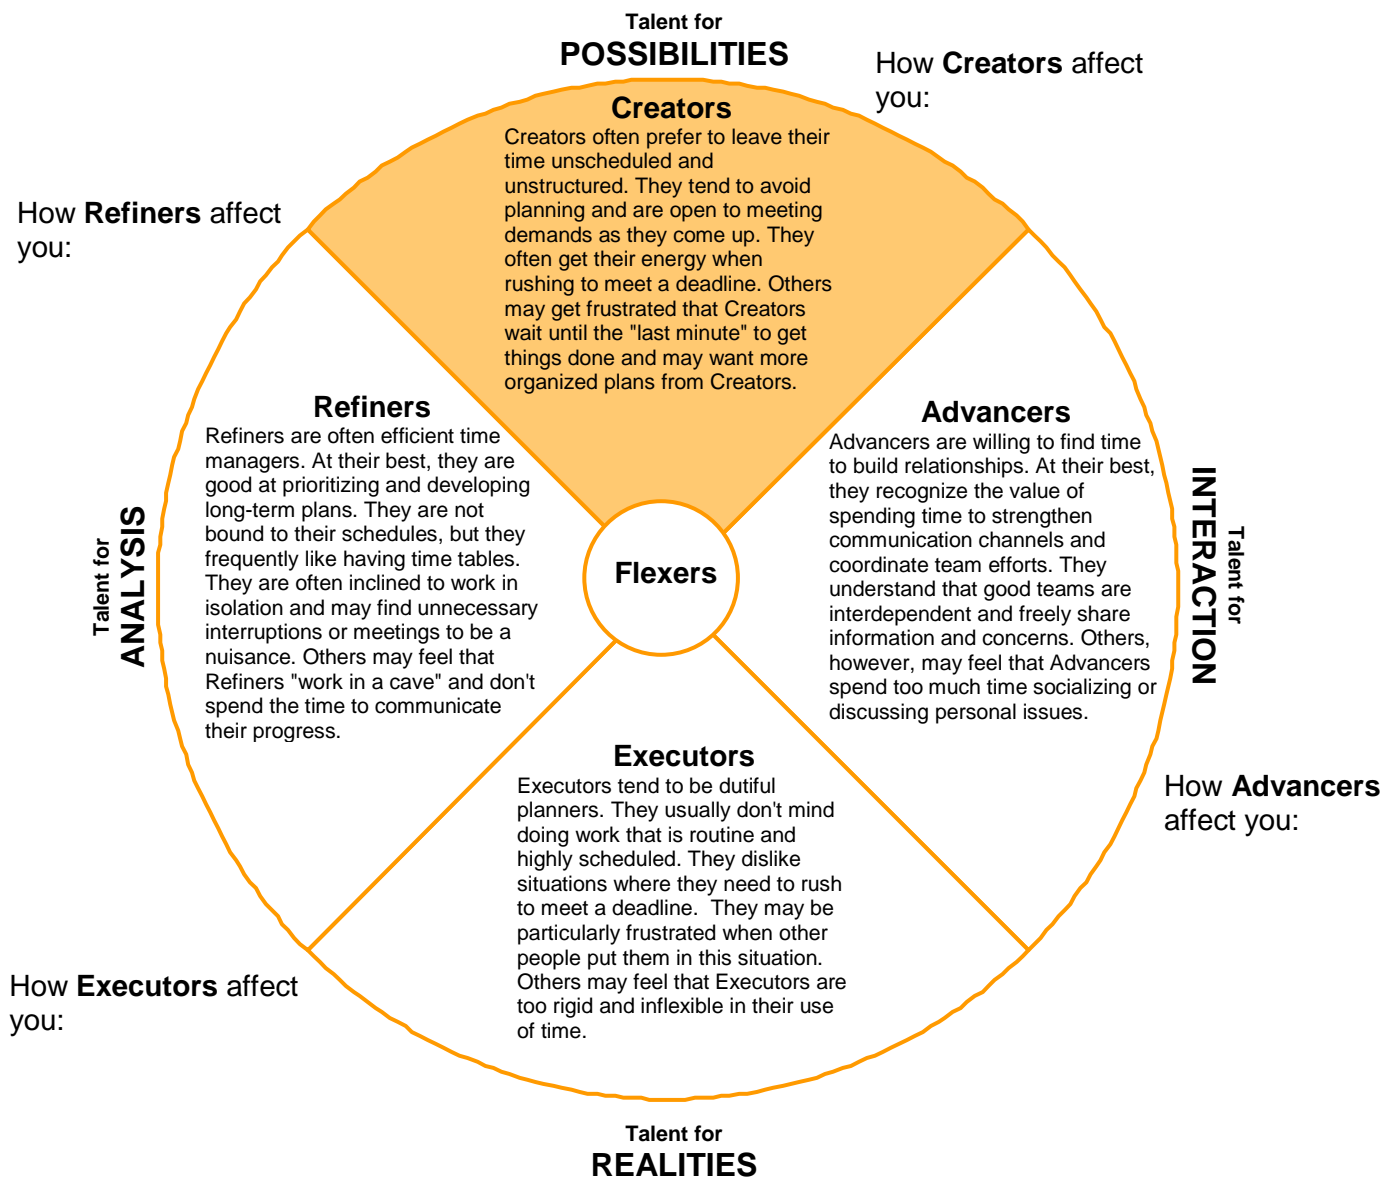 Talent for
POSSIBILITIES
How Creators affect
you:
Creators
Creators often prefer to leave their
time unscheduled and
unstructured. They tend to avoid
planning and are open to meeting
demands as they come up. They
often get their energy when
rushing to meet a deadline. Others
may get frustrated that Creators
wait until the "last minute" to get
things done and may want more
organized plans from Creators.
How Refiners affect
you:
Refiners
Refiners are often efficient time
managers. At their best, they are
good at prioritizing and developing
long-term plans. They are not
bound to their schedules, but they
frequently like having time tables.
They are often inclined to work in
isolation and may find unnecessary
interruptions or meetings to be a
nuisance. Others may feel that
Refiners "work in a cave" and don't
spend the time to communicate
their progress.
Talent for
ANALYSIS
Flexers
Advancers
Advancers are willing to find time
to build relationships. At their best,
they recognize the value of
spending time to strengthen
communication channels and
coordinate team efforts. They
understand that good teams are
interdependent and freely share
information and concerns. Others,
however, may feel that Advancers
spend too much time socializing or
discussing personal issues.
Talent for
INTERACTION
How Advancers
affect you:
Executors
Executors tend to be dutiful
planners. They usually don't mind
doing work that is routine and
highly scheduled. They dislike
situations where they need to rush
to meet a deadline.  They may be
particularly frustrated when other
people put them in this situation.
Others may feel that Executors are
too rigid and inflexible in their use
of time.
How Executors affect
you:
Talent for
REALITIES